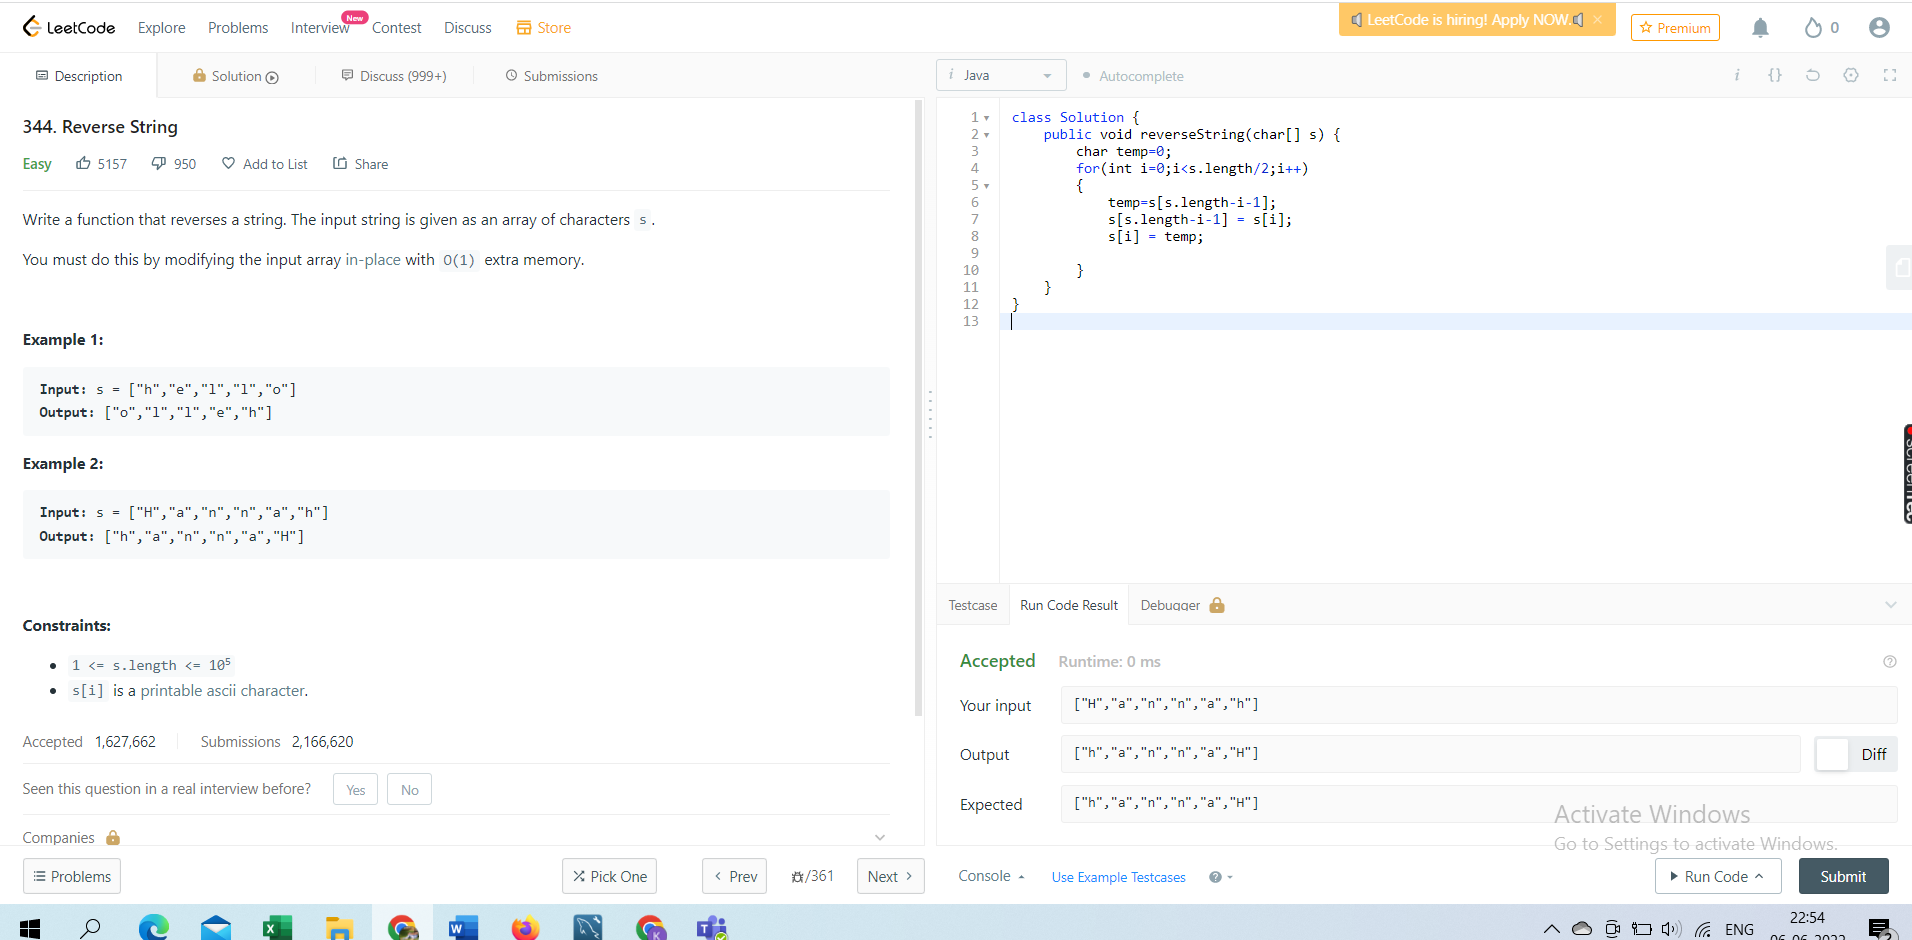 LeetCode Explore Problems Interview New Contest Discuss Store LeetCode is hiring! Apply NOW. × Premium 0
Description Solution Discuss (999+) Submissions
i Java Autocomplete i {}
344. Reverse String
Easy 5157 950 Add to List Share
Write a function that reverses a string. The input string is given as an array of characters s .
You must do this by modifying the input array in-place with O(1) extra memory.
Example 1:
Input: s = ["h","e","l","l","o"]
Output: ["o","l","l","e","h"]
Example 2:
Input: s = ["H","a","n","n","a","h"]
Output: ["h","a","n","n","a","H"]
Constraints:
• 1 <= s.length <= 10⁵
• s[i] is a printable ascii character.
Accepted 1,627,662 Submissions 2,166,620
Seen this question in a real interview before? Yes No
Companies
Problems Pick One < Prev /361 Next >
1 class Solution {
2 public void reverseString(char[] s) {
3 char temp=0;
4 for(int i=0;i<s.length/2;i++)
5 {
6 temp=s[s.length-i-1];
7 s[s.length-i-1] = s[i];
8 s[i] = temp;
9
10 }
11 }
12 }
13
Testcase Run Code Result Debugger
Accepted Runtime: 0 ms
Your input ["H","a","n","n","a","h"]
Output ["h","a","n","n","a","H"] Diff
Expected ["h","a","n","n","a","H"]
Activate Windows
Go to Settings to activate Windows.
Console Use Example Testcases Run Code Submit
ENG 22:54
06-06-2022